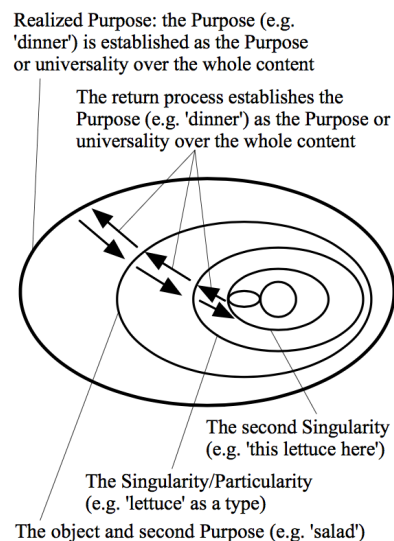 Realized Purpose: the Purpose (e.g.
'dinner') is established as the Purpose
or universality over the whole content
The return process establishes the
Purpose (e.g. 'dinner') as the Purpose or
universality over the whole content
The second Singularity
(e.g. 'this lettuce here')
The Singularity/Particularity
(e.g. 'lettuce' as a type)
The object and second Purpose (e.g. 'salad')